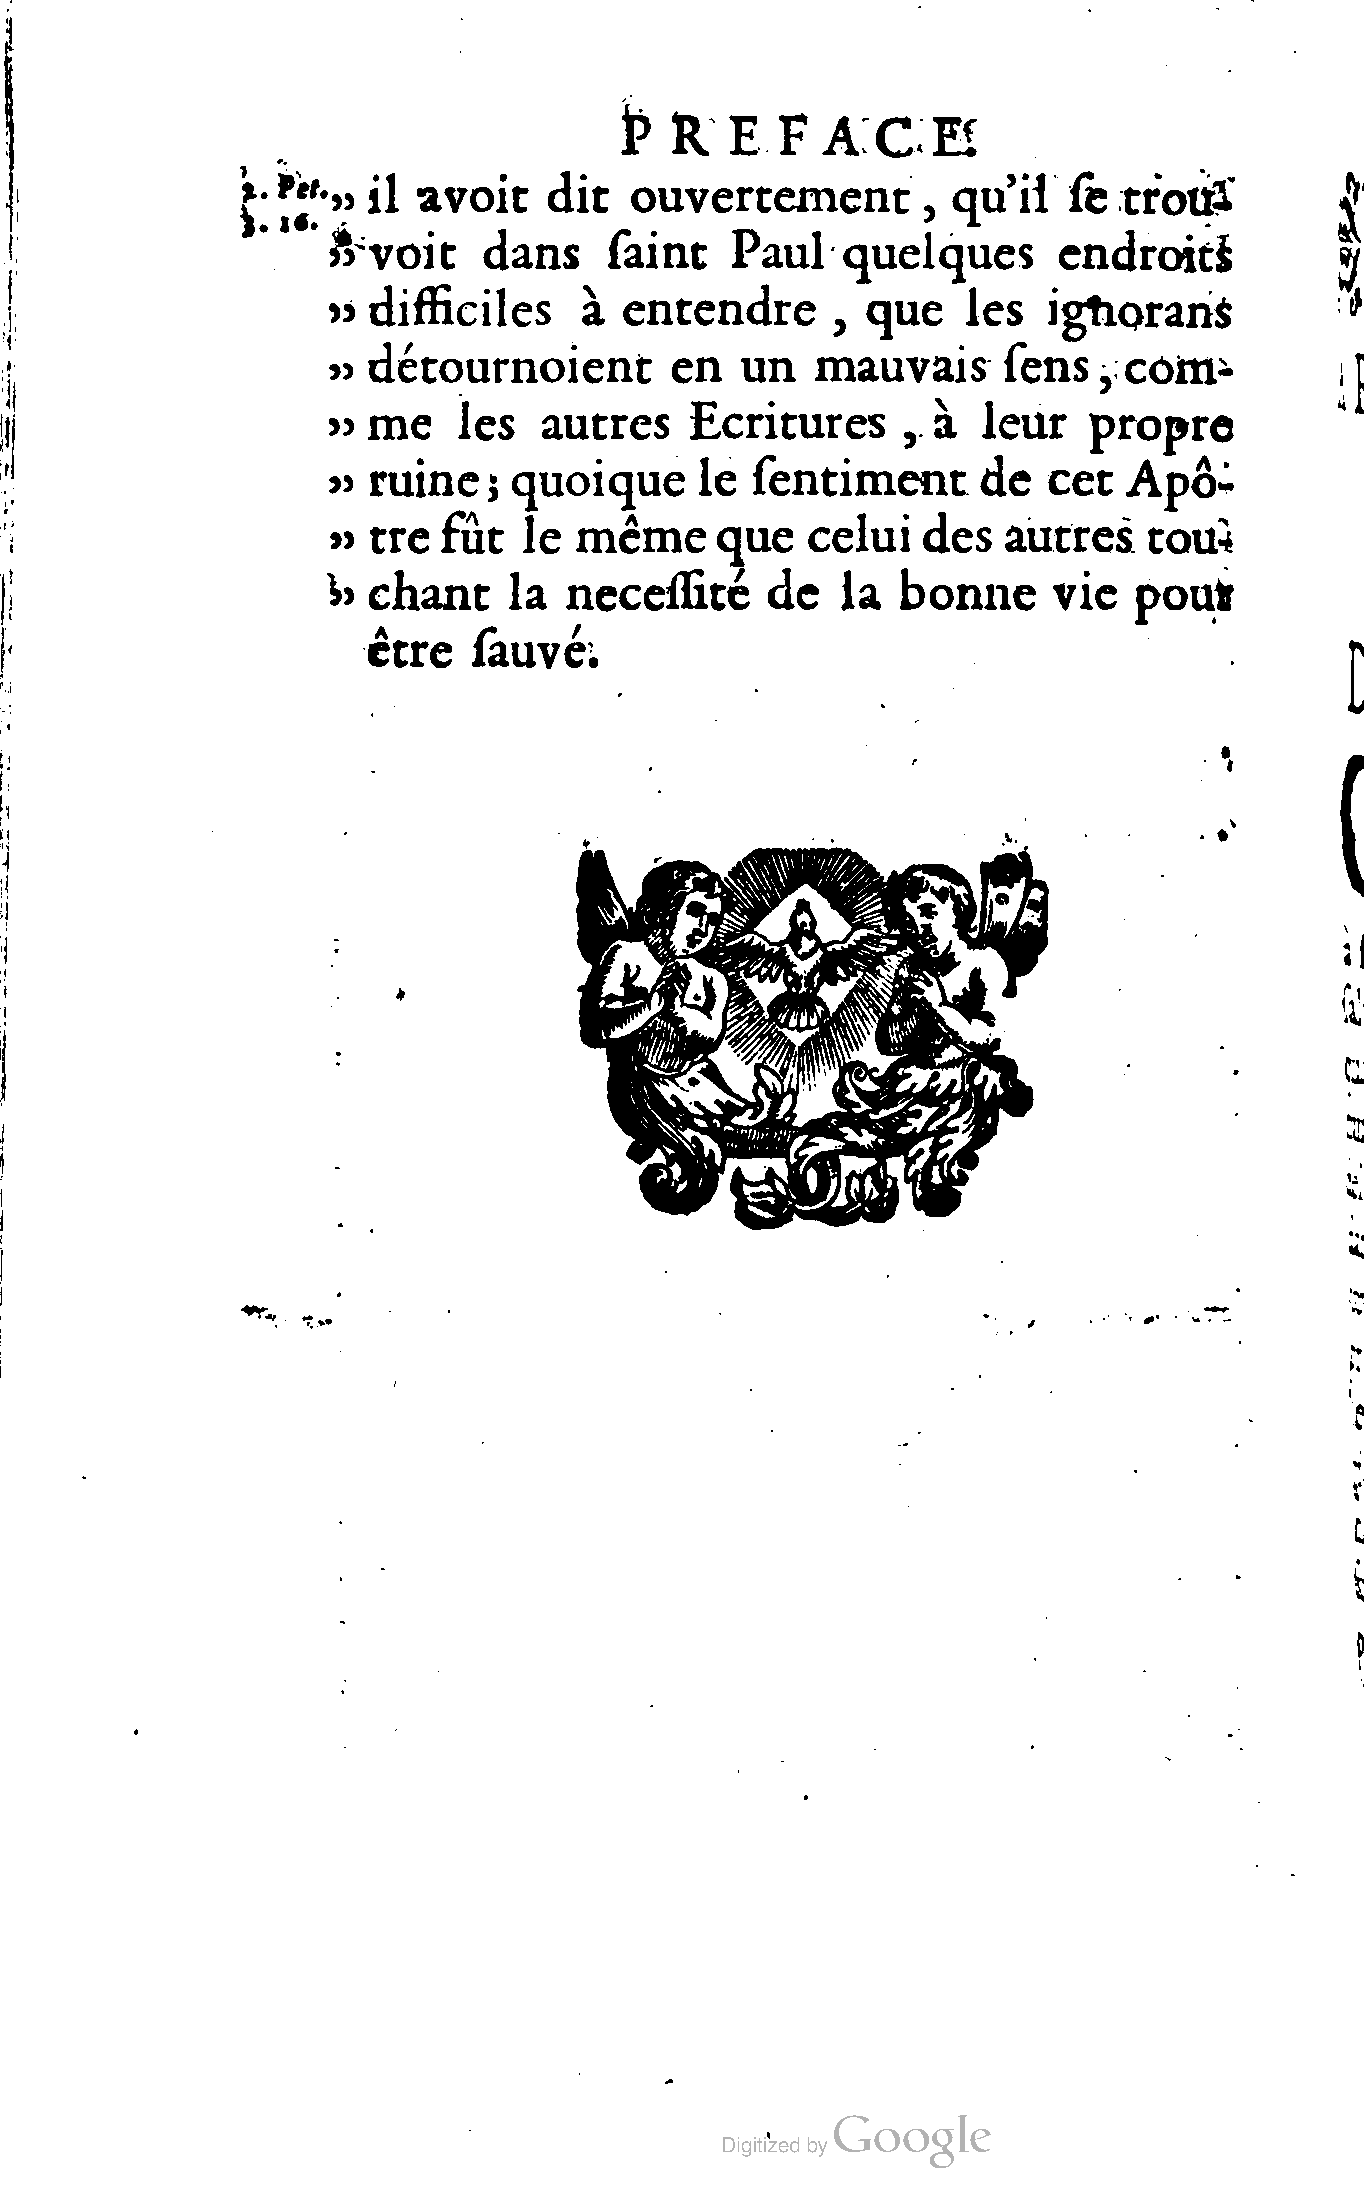 PREFACE.
2. Pet.
3. 16.
„ il avoit dit ouvertement, qu'il ſe trou-
„ voit dans ſaint Paul quelques endroits
„ difficiles à entendre, que les ignorans
„ détournoient en un mauvais ſens, com-
„ me les autres Ecritures, à leur propre
„ ruine; quoique le ſentiment de cet Apô-
„ tre fût le même que celui des autres tou-
„ chant la neceſſité de la bonne vie pour
être ſauvé.
Digitized by Google